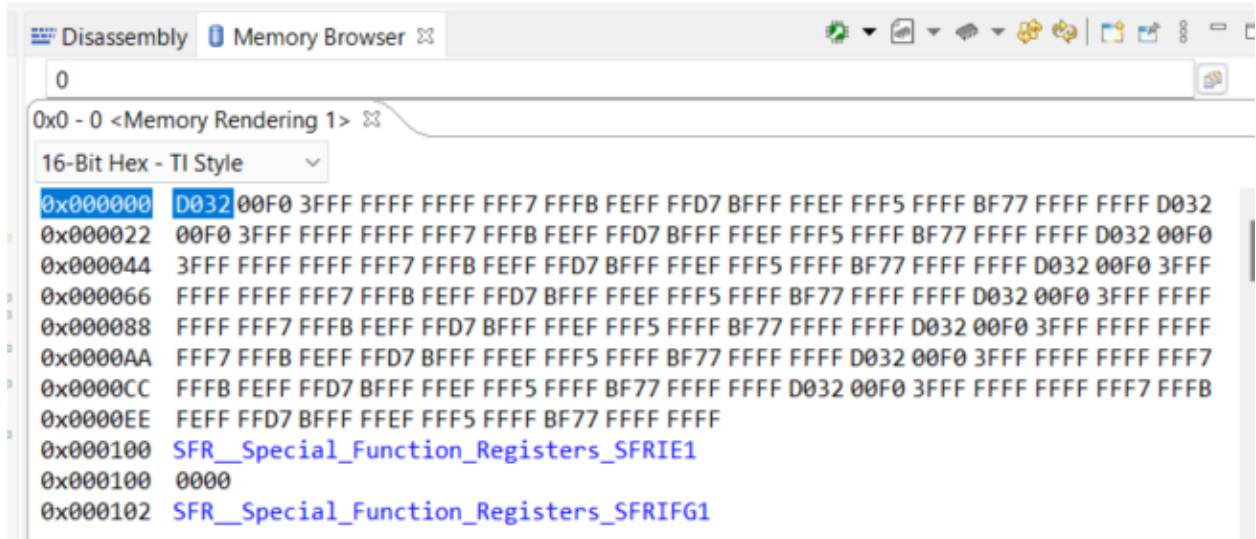 Disassembly Memory Browser
0
0x0 - 0 <Memory Rendering 1>
16-Bit Hex - TI Style
0x000000 D032 00F0 3FFF FFFF FFFF FFF7 FFFB FEFF FFD7 BFFF FFEF FFF5 FFFF BF77 FFFF FFFF D032
0x000022 00F0 3FFF FFFF FFFF FFF7 FFFB FEFF FFD7 BFFF FFEF FFF5 FFFF BF77 FFFF FFFF D032 00F0
0x000044 3FFF FFFF FFFF FFF7 FFFB FEFF FFD7 BFFF FFEF FFF5 FFFF BF77 FFFF FFFF D032 00F0 3FFF
0x000066 FFFF FFFF FFF7 FFFB FEFF FFD7 BFFF FFEF FFF5 FFFF BF77 FFFF FFFF D032 00F0 3FFF FFFF
0x000088 FFFF FFF7 FFFB FEFF FFD7 BFFF FFEF FFF5 FFFF BF77 FFFF FFFF D032 00F0 3FFF FFFF FFFF
0x0000AA FFF7 FFFB FEFF FFD7 BFFF FFEF FFF5 FFFF BF77 FFFF FFFF D032 00F0 3FFF FFFF FFFF FFF7
0x0000CC FFFB FEFF FFD7 BFFF FFEF FFF5 FFFF BF77 FFFF FFFF D032 00F0 3FFF FFFF FFFF FFF7 FFFB
0x0000EE FEFF FFD7 BFFF FFEF FFF5 FFFF BF77 FFFF FFFF
0x000100 SFR__Special_Function_Registers_SFRIE1
0x000100 0000
0x000102 SFR__Special_Function_Registers_SFRIFG1